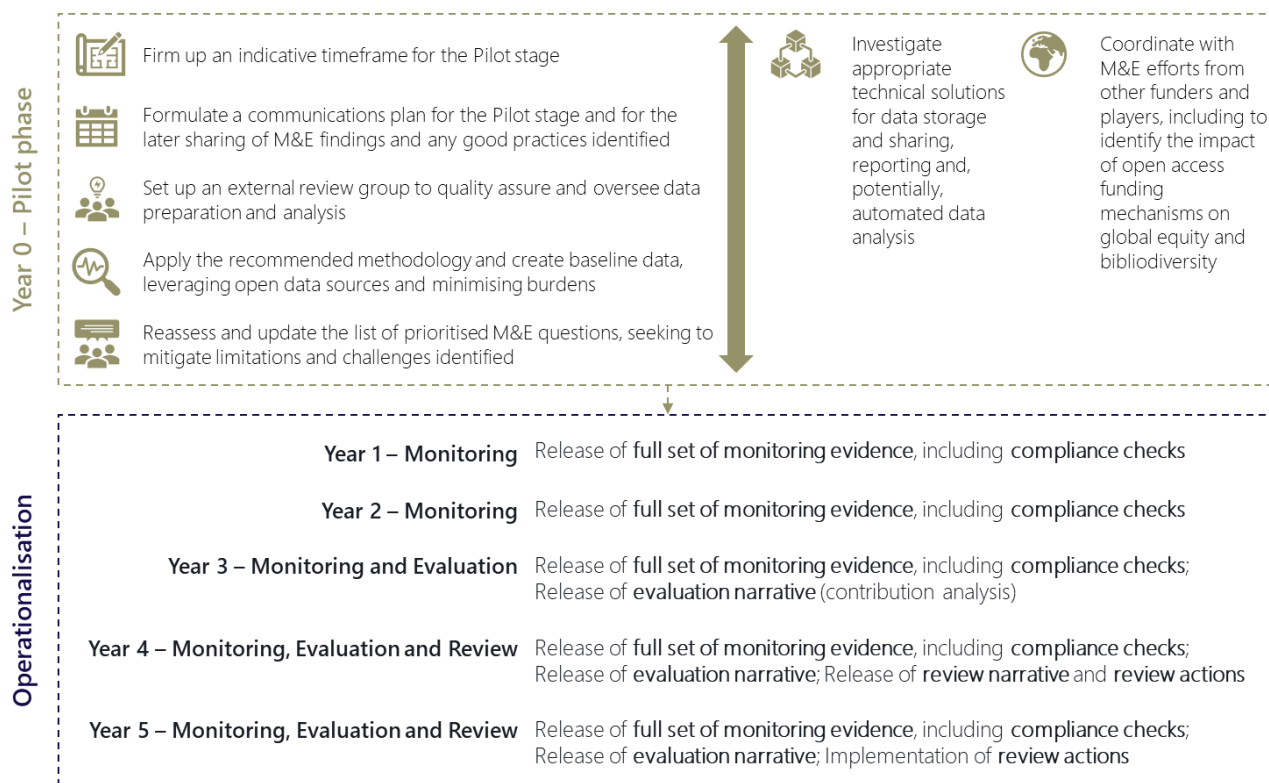 Year 0 – Pilot phase
Firm up an indicative timeframe for the Pilot stage
Formulate a communications plan for the Pilot stage and for the
later sharing of M&E findings and any good practices identified
Set up an external review group to quality assure and oversee data
preparation and analysis
Apply the recommended methodology and create baseline data,
leveraging open data sources and minimising burdens
Reassess and update the list of prioritised M&E questions, seeking to
mitigate limitations and challenges identified
Investigate
appropriate
technical solutions
for data storage
and sharing,
reporting and,
potentially,
automated data
analysis
Coordinate with
M&E efforts from
other funders and
players, including to
identify the impact
of open access
funding
mechanisms on
global equity and
bibliodiversity
Operationalisation
Year 1 – Monitoring Release of full set of monitoring evidence, including compliance checks
Year 2 – Monitoring Release of full set of monitoring evidence, including compliance checks
Year 3 – Monitoring and Evaluation Release of full set of monitoring evidence, including compliance checks;
Release of evaluation narrative (contribution analysis)
Year 4 – Monitoring, Evaluation and Review Release of full set of monitoring evidence, including compliance checks;
Release of evaluation narrative; Release of review narrative and review actions
Year 5 – Monitoring, Evaluation and Review Release of full set of monitoring evidence, including compliance checks;
Release of evaluation narrative; Implementation of review actions